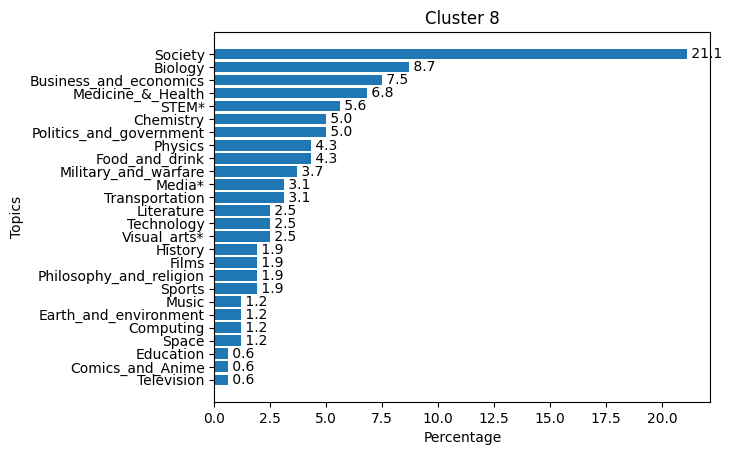 Cluster 8
Society 21.1
Biology 8.7
Business_and_economics 7.5
Medicine_&_Health 6.8
STEM* 5.6
Chemistry 5.0
Politics_and_government 5.0
Physics 4.3
Food_and_drink 4.3
Military_and_warfare 3.7
Media* 3.1
Transportation 3.1
Literature 2.5
Technology 2.5
Visual_arts* 2.5
History 1.9
Films 1.9
Philosophy_and_religion 1.9
Sports 1.9
Music 1.2
Earth_and_environment 1.2
Computing 1.2
Space 1.2
Education 0.6
Comics_and_Anime 0.6
Television 0.6
Topics
0.0 2.5 5.0 7.5 10.0 12.5 15.0 17.5 20.0
Percentage